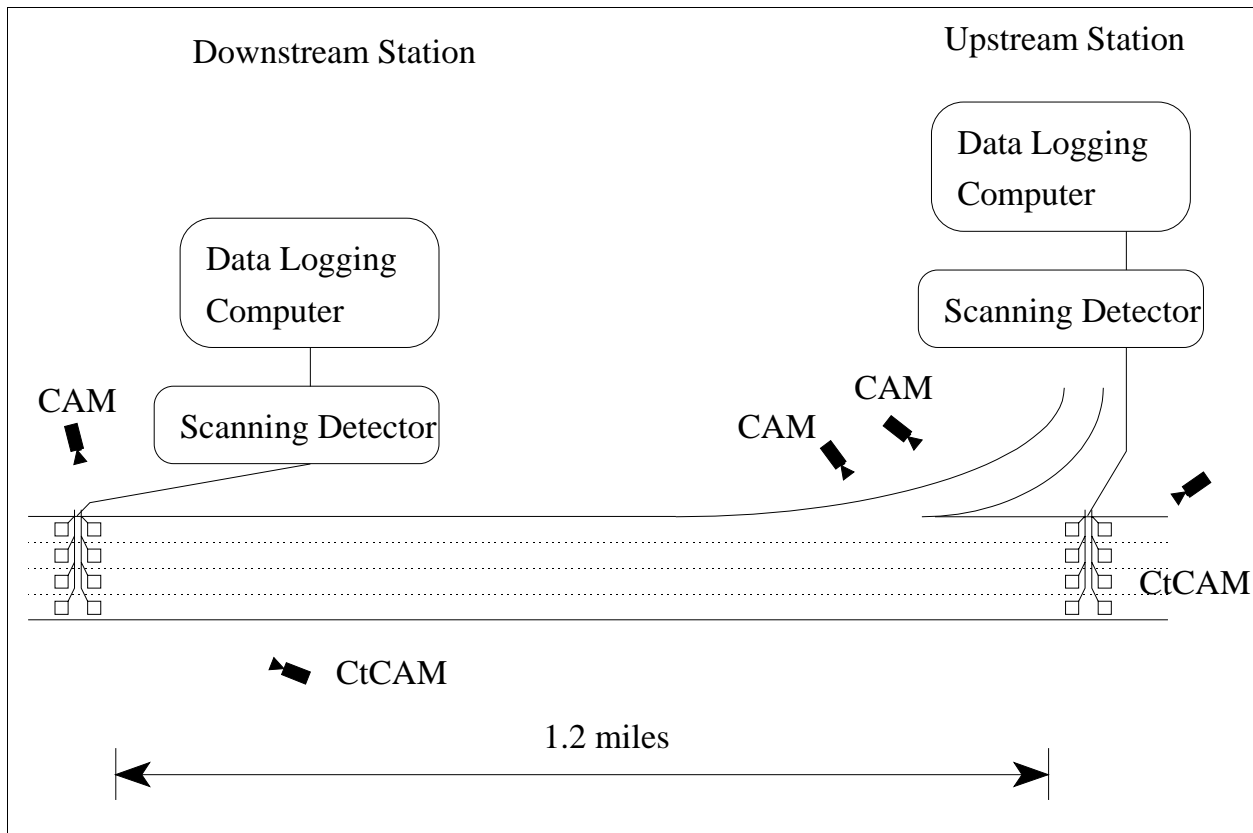 Downstream Station
Upstream Station
Data Logging
Computer
Data Logging
Computer
Scanning Detector
CAM
Scanning Detector
CAM
CAM
CtCAM
CtCAM
1.2 miles